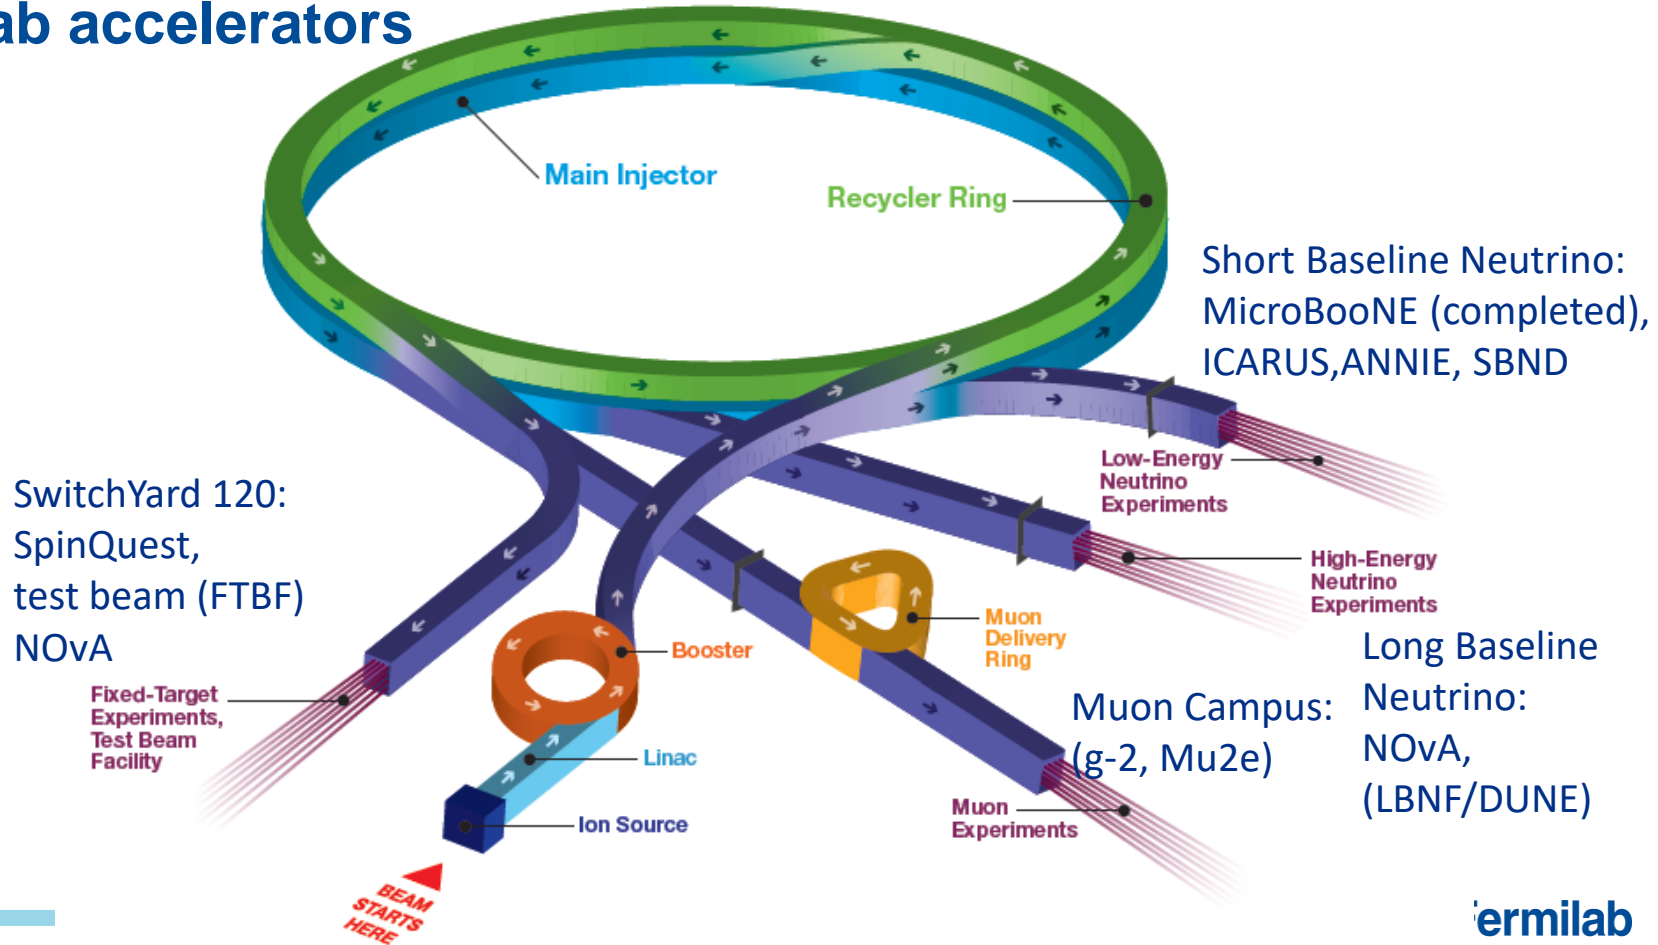 ab accelerators
Main Injector
Recycler Ring
Short Baseline Neutrino:
MicroBooNE (completed),
ICARUS,ANNIE, SBND
Low-Energy
Neutrino
Experiments
SwitchYard 120:
SpinQuest,
test beam (FTBF)
NOvA
High-Energy
Neutrino
Experiments
Muon
Delivery
Ring
Booster
Long Baseline
Neutrino:
NOvA,
(LBNF/DUNE)
Muon Campus:
(g-2, Mu2e)
Fixed-Target
Experiments,
Test Beam
Facility
Linac
Muon
Experiments
Ion Source
BEAM
STARTS
HERE
ermilab